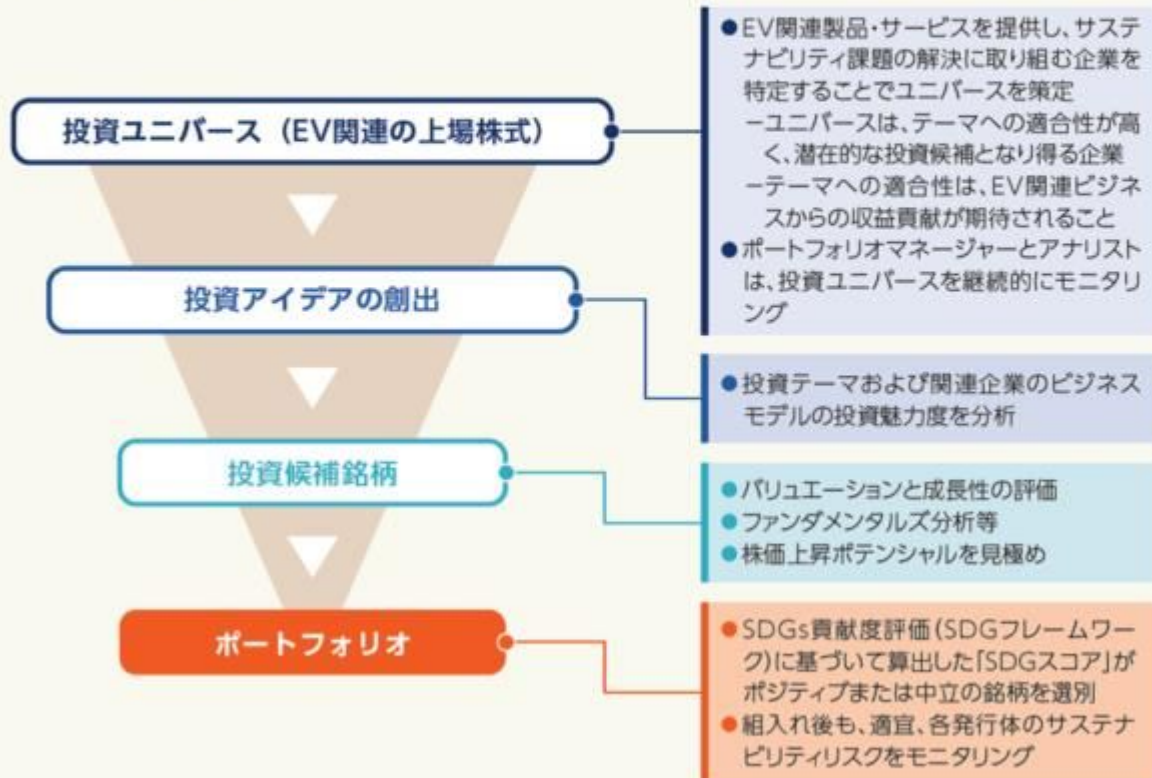 投資ユニバース（EV関連の上場株式）
●EV関連製品・サービスを提供し、サステ
ナビリティ課題の解決に取り組む企業を
特定することでユニバースを策定
－ユニバースは、テーマへの適合性が高
く、潜在的な投資候補となり得る企業
－テーマへの適合性は、EV関連ビジネ
スからの収益貢献が期待されること
●ポートフォリオマネージャーとアナリスト
は、投資ユニバースを継続的にモニタリ
ング
投資アイデアの創出
●投資テーマおよび関連企業のビジネス
モデルの投資魅力度を分析
投資候補銘柄
●バリュエーションと成長性の評価
●ファンダメンタルズ分析等
●株価上昇ポテンシャルを見極め
ポートフォリオ
●SDGs貢献度評価(SDGフレームワー
ク)に基づいて算出した｢SDGスコア｣が
ポジティブまたは中立の銘柄を選別
●組入れ後も、適宜、各発行体のサステナ
ビリティリスクをモニタリング